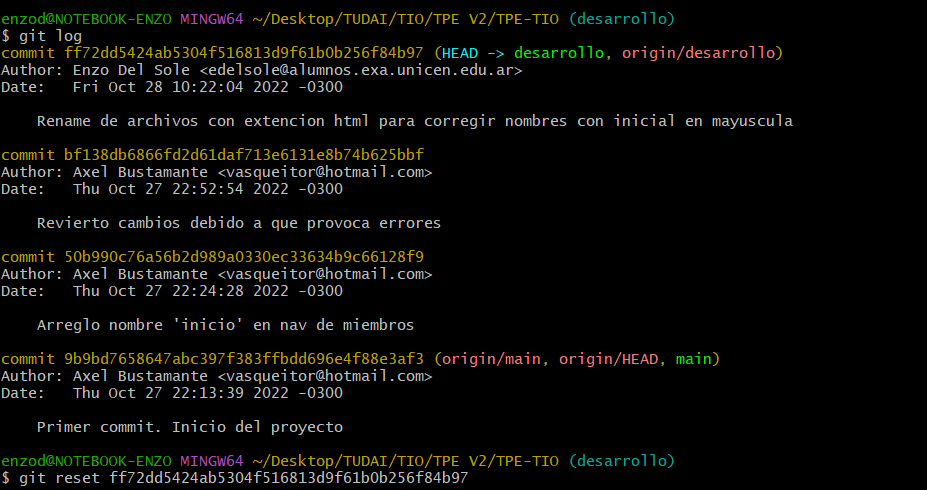 enzod@NOTEBOOK-ENZO MINGW64 ~/Desktop/TUDAI/TIO/TPE V2/TPE-TIO (desarrollo)
$ git log
commit ff72dd5424ab5304f516813d9f61b0b256f84b97 (HEAD -> desarrollo, origin/desarrollo)
Author: Enzo Del Sole <edelsole@alumnos.exa.unicen.edu.ar>
Date:   Fri Oct 28 10:22:04 2022 -0300
Rename de archivos con extencion html para corregir nombres con inicial en mayuscula
commit bf138db6866fd2d61daf713e6131e8b74b625bbf
Author: Axel Bustamante <vasqueitor@hotmail.com>
Date:   Thu Oct 27 22:52:54 2022 -0300
Revierto cambios debido a que provoca errores
commit 50b990c76a56b2d989a0330ec33634b9c66128f9
Author: Axel Bustamante <vasqueitor@hotmail.com>
Date:   Thu Oct 27 22:24:28 2022 -0300
Arreglo nombre 'inicio' en nav de miembros
commit 9b9bd7658647abc397f383ffbdd696e4f88e3af3 (origin/main, origin/HEAD, main)
Author: Axel Bustamante <vasqueitor@hotmail.com>
Date:   Thu Oct 27 22:13:39 2022 -0300
Primer commit. Inicio del proyecto
enzod@NOTEBOOK-ENZO MINGW64 ~/Desktop/TUDAI/TIO/TPE V2/TPE-TIO (desarrollo)
$ git reset ff72dd5424ab5304f516813d9f61b0b256f84b97